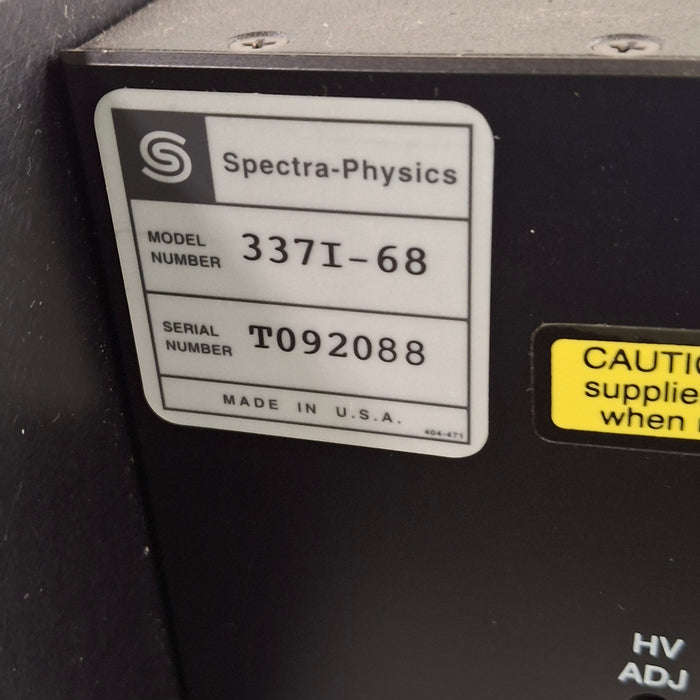 Spectra-Physics
MODEL NUMBER 337I-68
SERIAL NUMBER T092088
MADE IN U.S.A.
404-471
CAUTIO
supplie
when
HV
ADJ